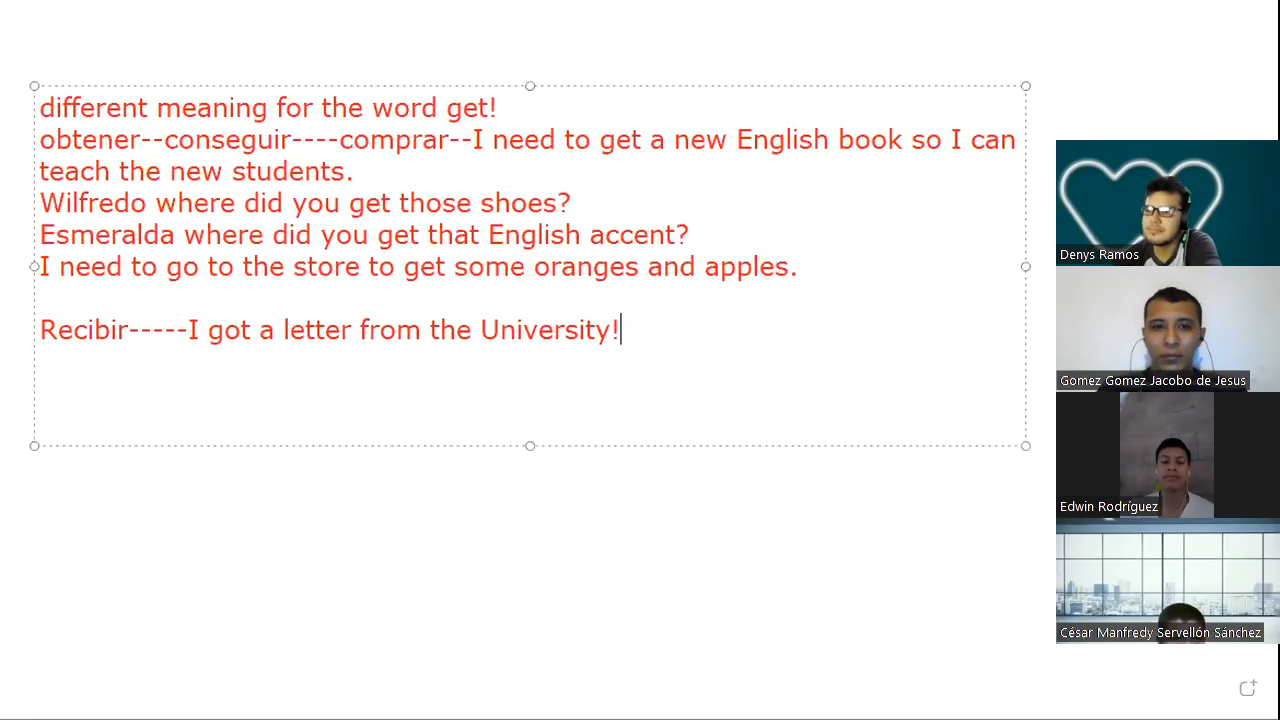 different meaning for the word get!
obtener--conseguir----comprar--I need to get a new English book so I can
teach the new students.
Wilfredo where did you get those shoes?
Esmeralda where did you get that English accent?
I need to go to the store to get some oranges and apples.
Recibir-----I got a letter from the University!
Denys Ramos
Gomez Gomez Jacobo de Jesus
Edwin Rodríguez
César Manfredy Servellón Sánchez